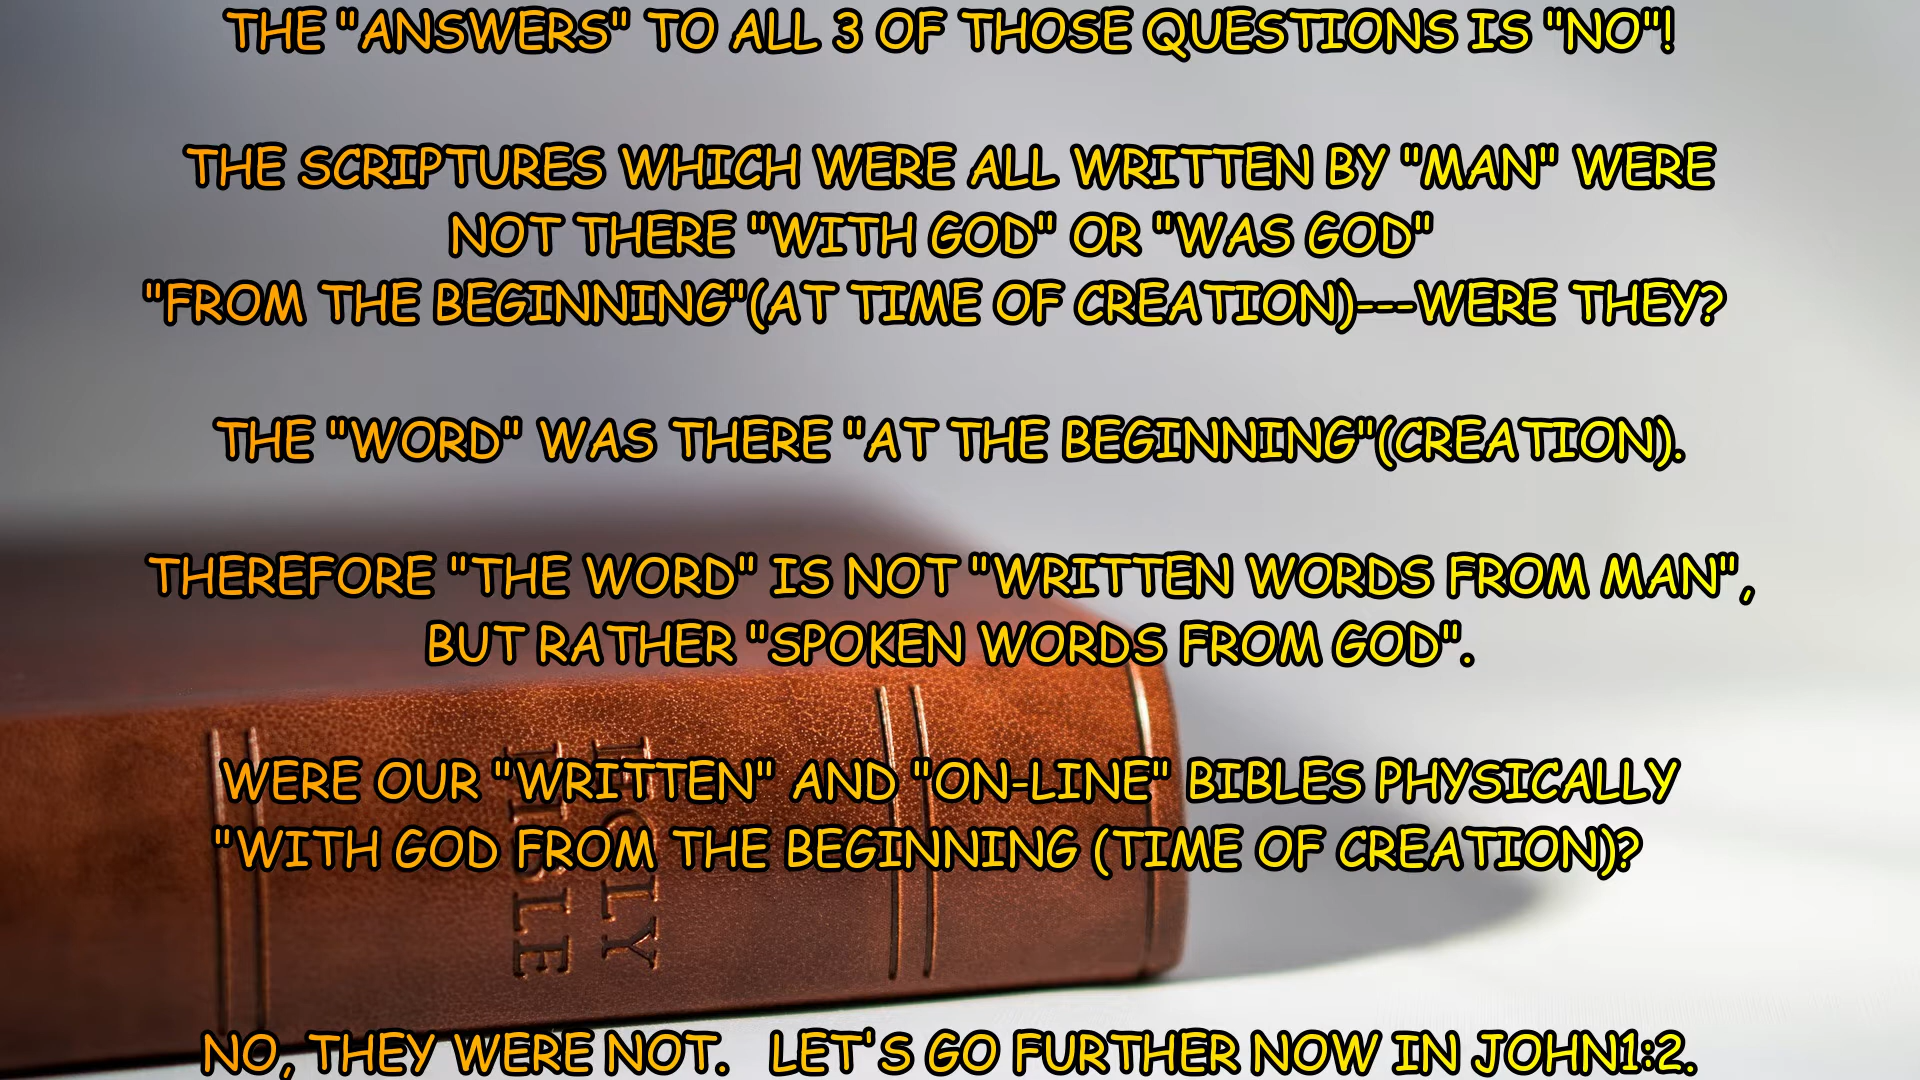 THE "ANSWERS" TO ALL 3 OF THOSE QUESTIONS IS "NO"!
THE SCRIPTURES WHICH WERE ALL WRITTEN BY "MAN" WERE
NOT THERE "WITH GOD" OR "WAS GOD"
"FROM THE BEGINNING"(AT TIME OF CREATION)---WERE THEY?
THE "WORD" WAS THERE "AT THE BEGINNING"(CREATION).
THEREFORE "THE WORD" IS NOT "WRITTEN WORDS FROM MAN",
BUT RATHER "SPOKEN WORDS FROM GOD".
WERE OUR "WRITTEN" AND "ON-LINE" BIBLES PHYSICALLY
"WITH GOD FROM THE BEGINNING (TIME OF CREATION)?
NO, THEY WERE NOT. LET'S GO FURTHER NOW IN JOHN1:2.
HOLY
BIBLE